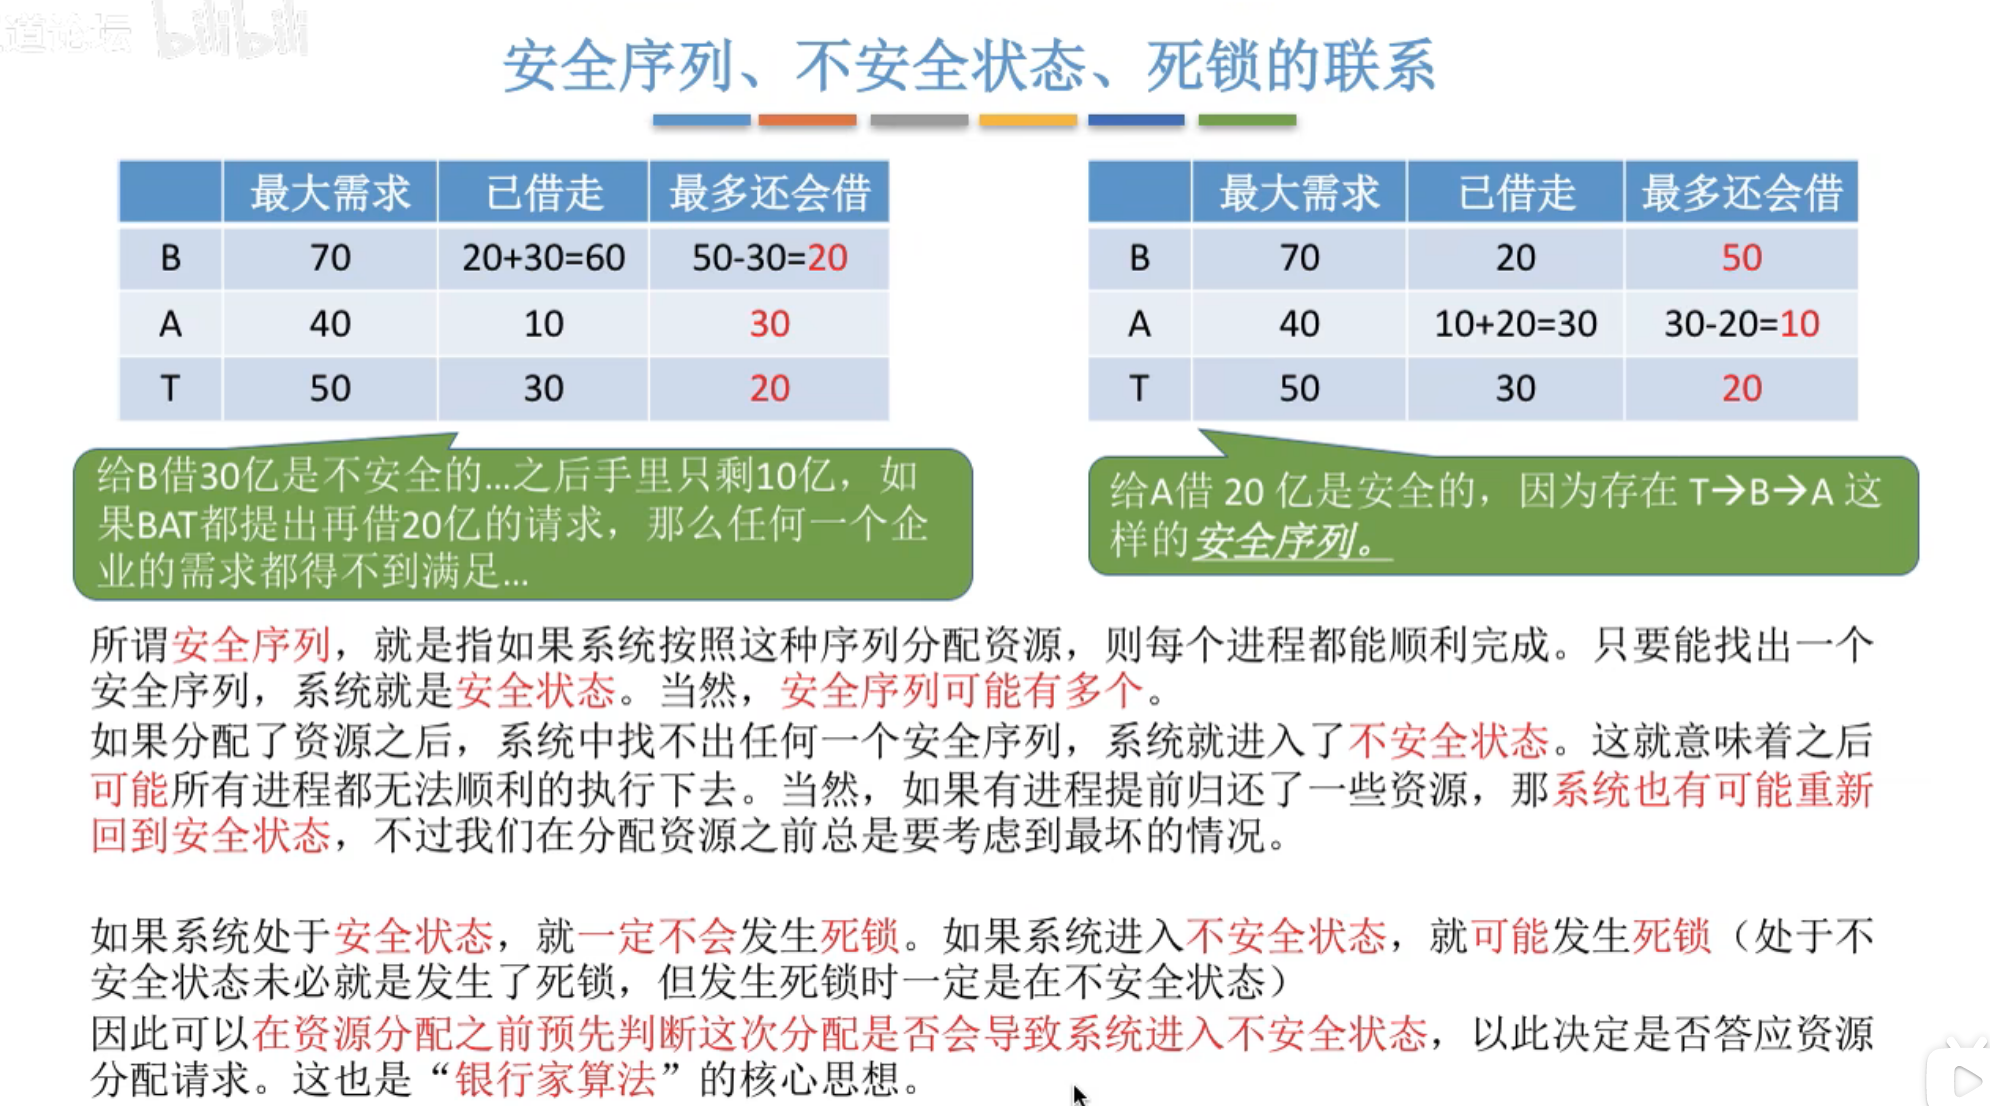 道论坛 bilibili
安全序列、不安全状态、死锁的联系
最大需求 已借走 最多还会借
B 70 20+30=60 50-30=20
A 40 10 30
T 50 30 20
最大需求 已借走 最多还会借
B 70 20 50
A 40 10+20=30 30-20=10
T 50 30 20
给B借30亿是不安全的...之后手里只剩10亿，如
果BAT都提出再借20亿的请求，那么任何一个企
业的需求都得不到满足...
给A借 20 亿是安全的，因为存在 T→B→A 这
样的安全序列。
所谓安全序列，就是指如果系统按照这种序列分配资源，则每个进程都能顺利完成。只要能找出一个
安全序列，系统就是安全状态。当然，安全序列可能有多个。
如果分配了资源之后，系统中找不出任何一个安全序列，系统就进入了不安全状态。这就意味着之后
可能所有进程都无法顺利的执行下去。当然，如果有进程提前归还了一些资源，那系统也有可能重新
回到安全状态，不过我们在分配资源之前总是要考虑到最坏的情况。
如果系统处于安全状态，就一定不会发生死锁。如果系统进入不安全状态，就可能发生死锁（处于不
安全状态未必就是发生了死锁，但发生死锁时一定是在不安全状态）
因此可以在资源分配之前预先判断这次分配是否会导致系统进入不安全状态，以此决定是否答应资源
分配请求。这也是“银行家算法”的核心思想。